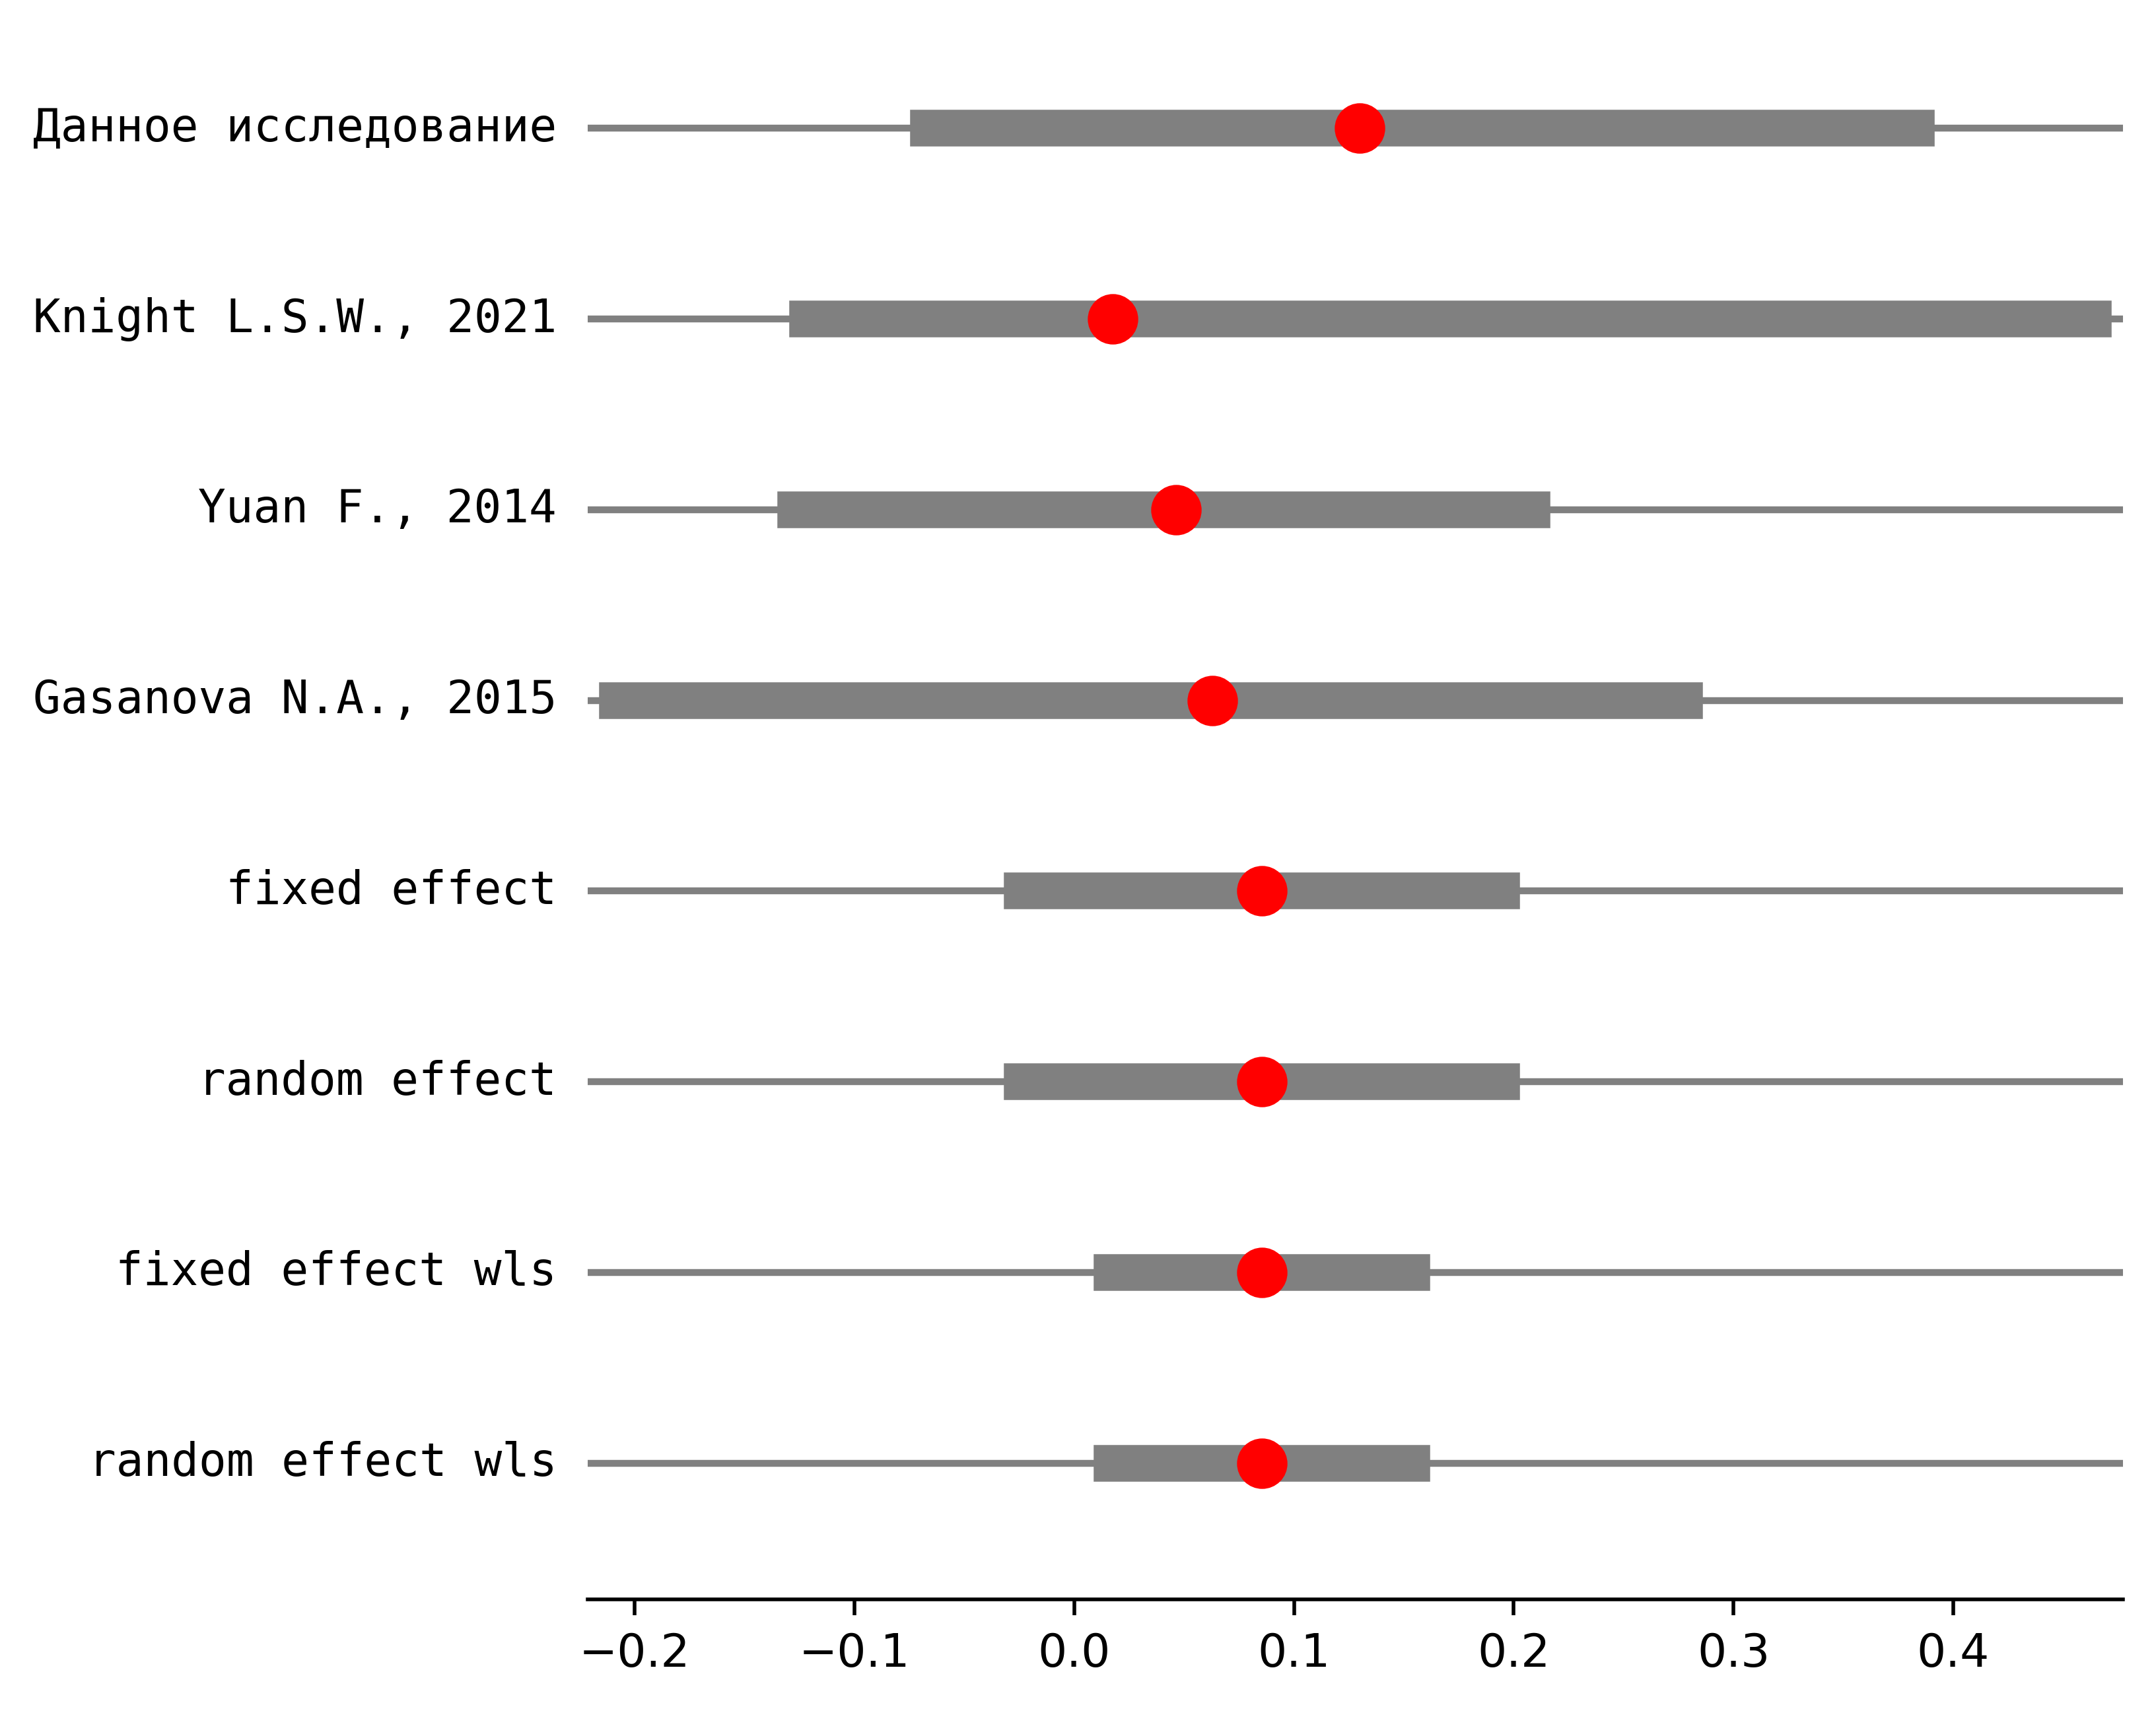 Данное исследование
Knight L.S.W., 2021
Yuan F., 2014
Gasanova N.A., 2015
fixed effect
random effect
fixed effect wls
random effect wls
−0.2 −0.1 0.0 0.1 0.2 0.3 0.4